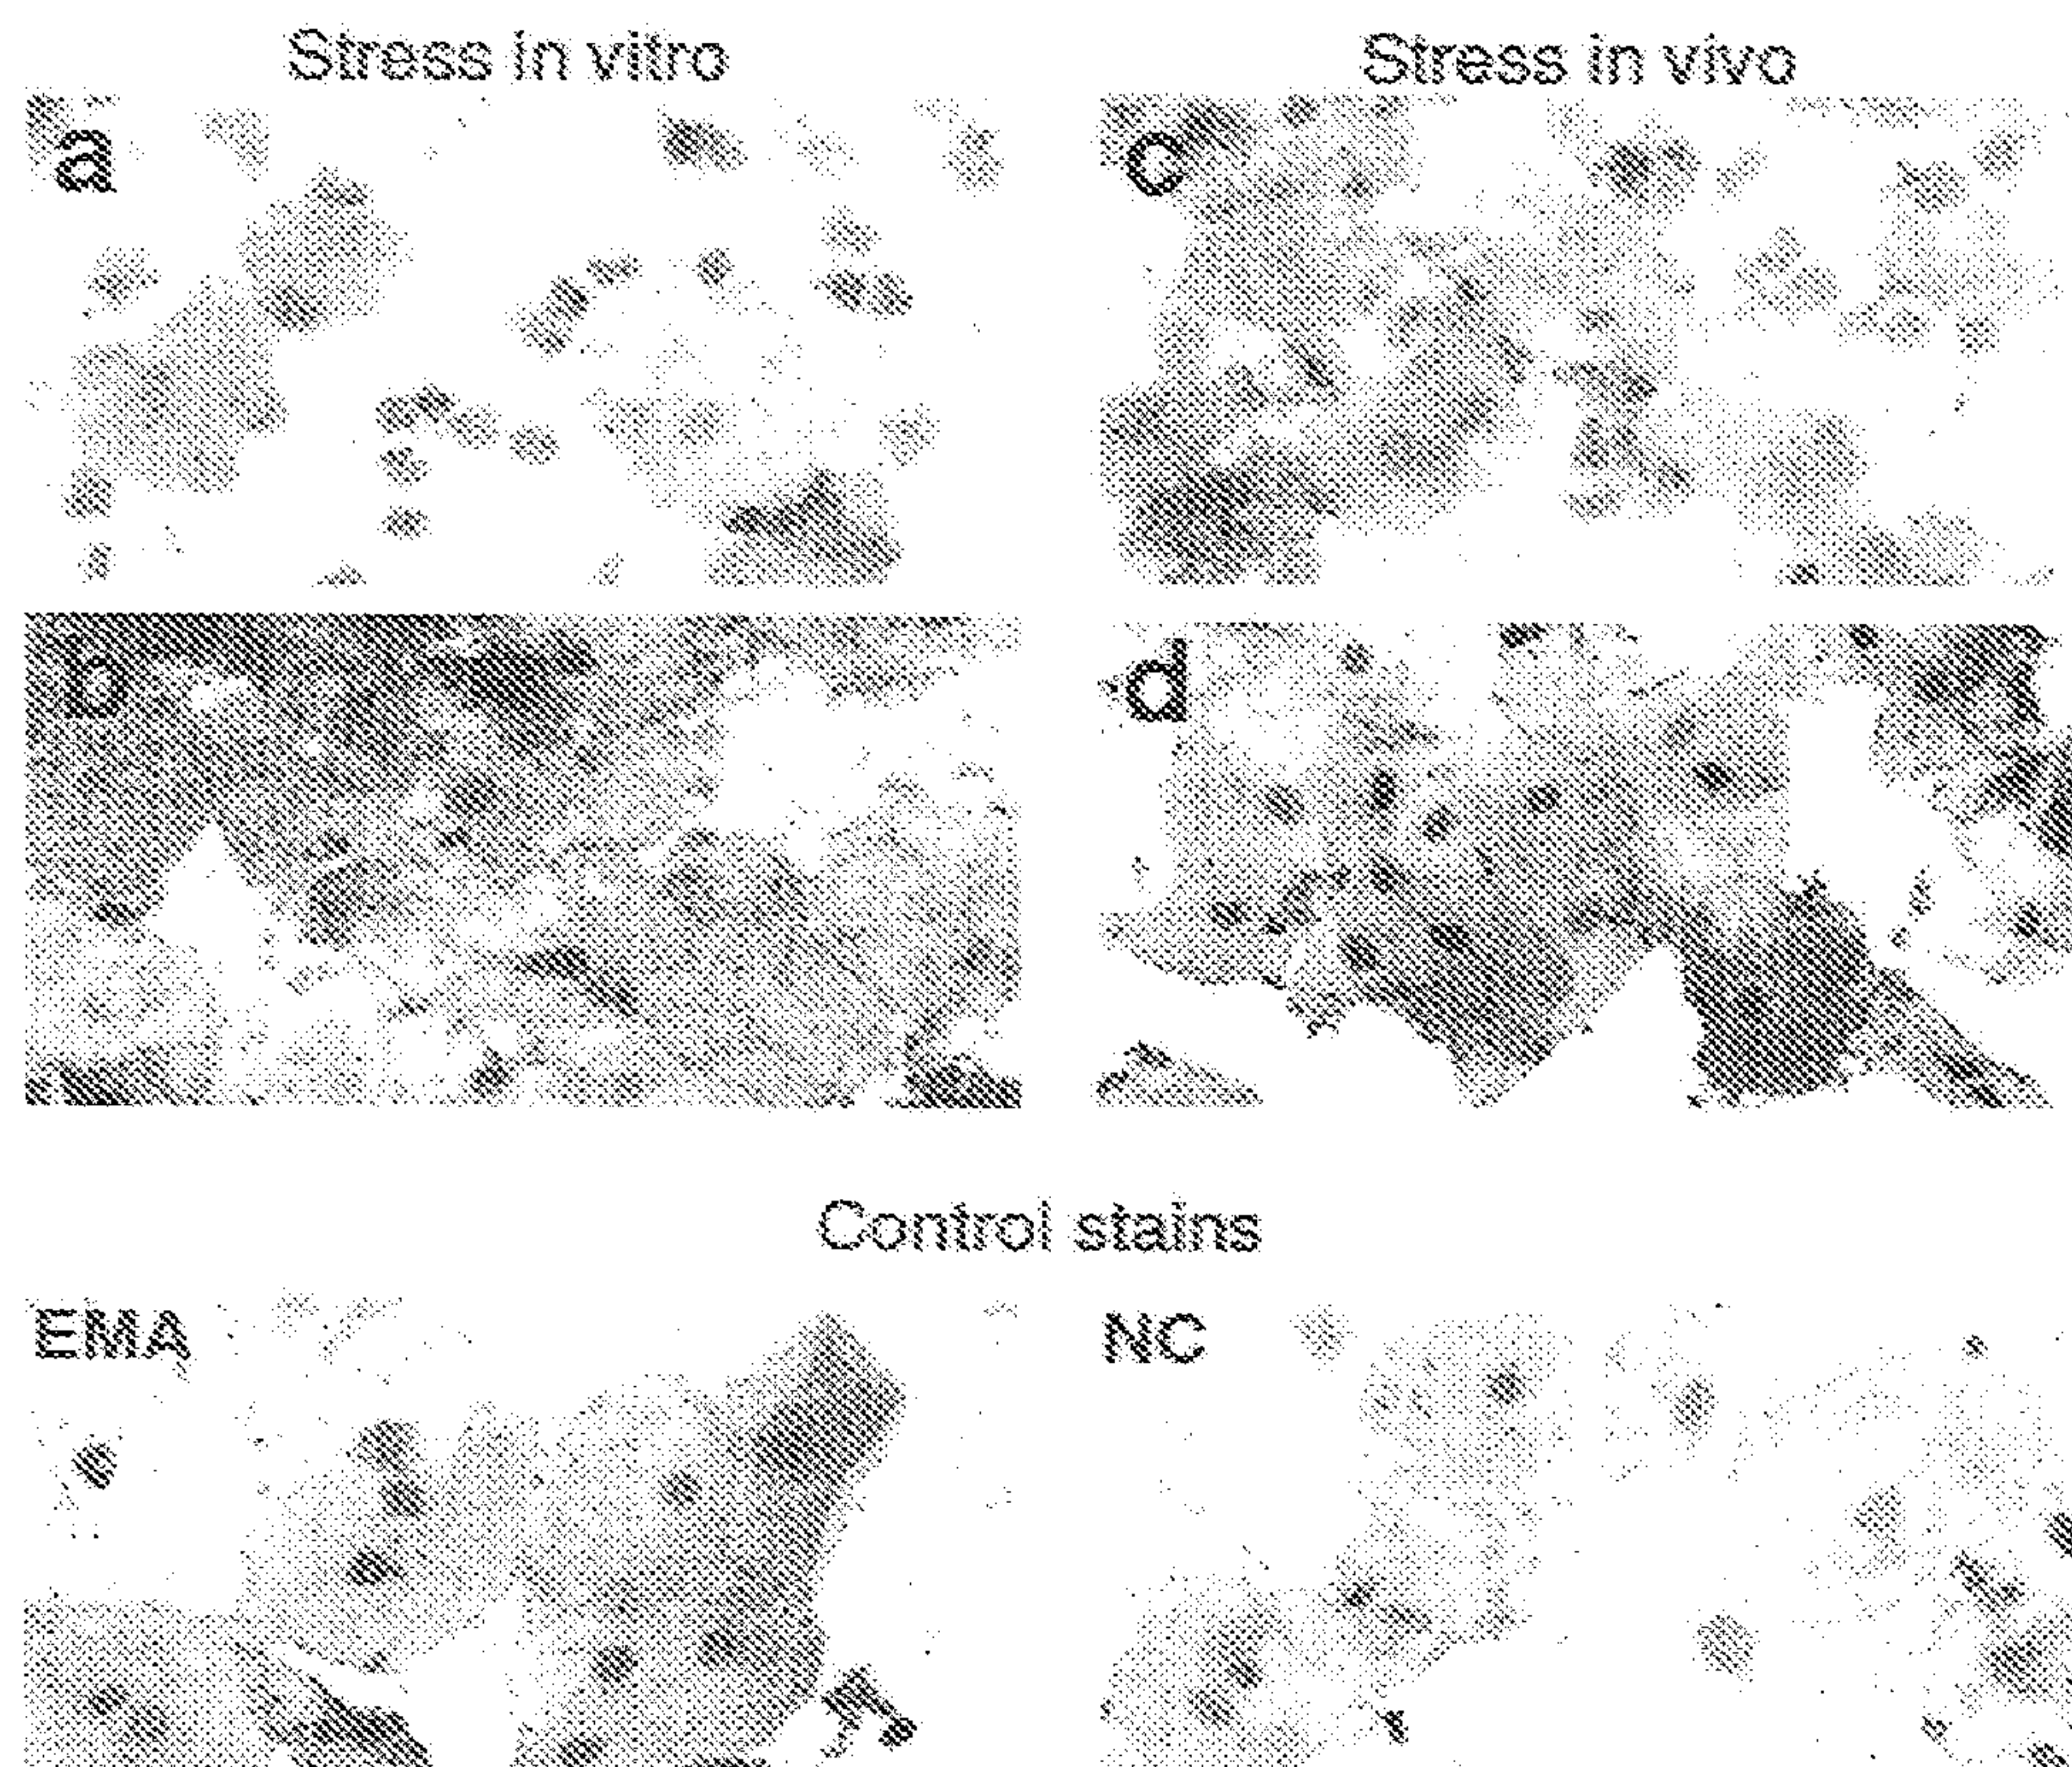 Stress in vitro
Stress in vivo
a
c
b
d
Control stains
EMA
NC